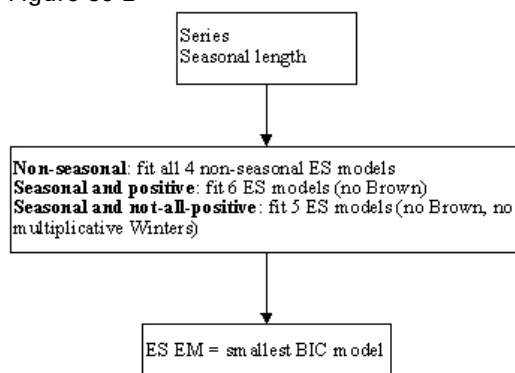 Figure
Series
Seasonal length
Non-seasonal: fit all 4 non-seasonal ES models
Seasonal and positive: fit 6 ES models (no Brown)
Seasonal and not-all-positive: fit 5 ES models (no Brown, no
multiplicative Winters)
ES EM = smallest BIC model